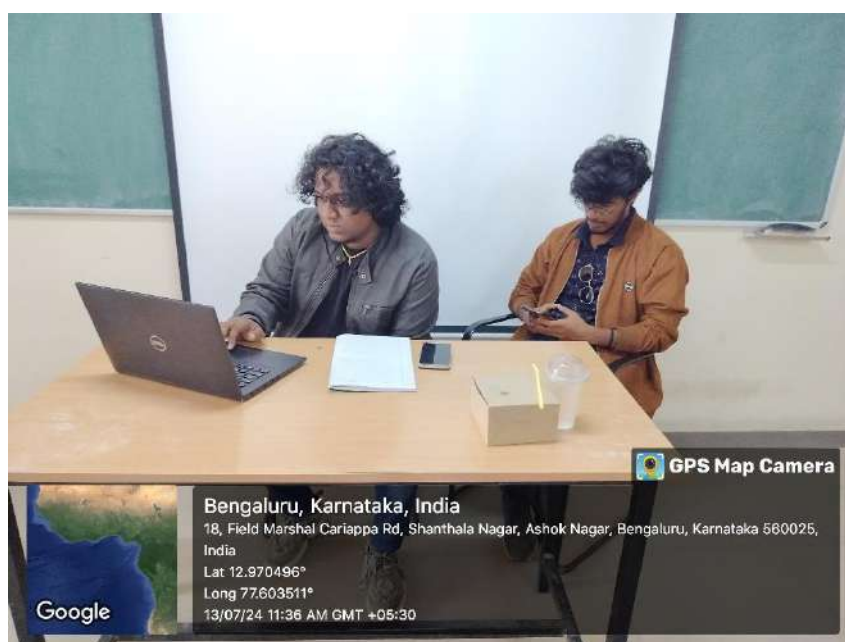 DELL
GPS Map Camera
Bengaluru, Karnataka, India
18, Field Marshal Cariappa Rd, Shanthala Nagar, Ashok Nagar, Bengaluru, Karnataka 560025,
India
Lat 12.970496°
Long 77.603511°
13/07/24 11:36 AM GMT +05:30
Google